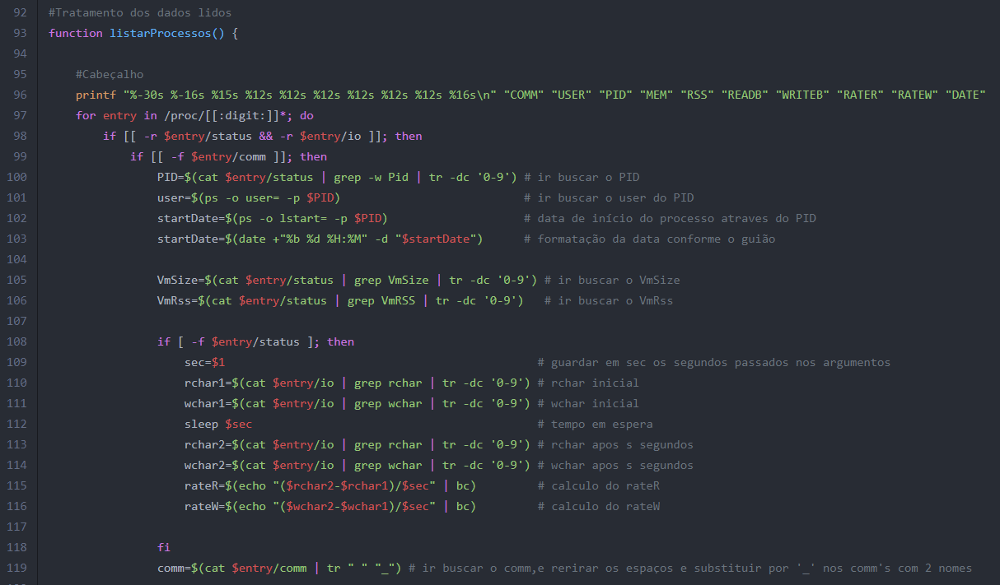 92 #Tratamento dos dados lidos
93 function listarProcessos() {
94
95     #Cabeçalho
96     printf "%-30s %-16s %15s %12s %12s %12s %12s %12s %12s %16s\n" "COMM" "USER" "PID" "MEM" "RSS" "READB" "WRITEB" "RATER" "RATEW" "DATE"
97     for entry in /proc/[[:digit:]]*; do
98         if [[ -r $entry/status && -r $entry/io ]]; then
99             if [[ -f $entry/comm ]]; then
100                 PID=$(cat $entry/status | grep -w Pid | tr -dc '0-9') # ir buscar o PID
101                 user=$(ps -o user= -p $PID)                           # ir buscar o user do PID
102                 startDate=$(ps -o lstart= -p $PID)                    # data de início do processo atraves do PID
103                 startDate=$(date +"%b %d %H:%M" -d "$startDate")      # formatação da data conforme o guião
104
105                 VmSize=$(cat $entry/status | grep VmSize | tr -dc '0-9') # ir buscar o VmSize
106                 VmRss=$(cat $entry/status | grep VmRSS | tr -dc '0-9')   # ir buscar o VmRss
107
108                 if [ -f $entry/status ]; then
109                     sec=$1                                              # guardar em sec os segundos passados nos argumentos
110                     rchar1=$(cat $entry/io | grep rchar | tr -dc '0-9') # rchar inicial
111                     wchar1=$(cat $entry/io | grep wchar | tr -dc '0-9') # wchar inicial
112                     sleep $sec                                          # tempo em espera
113                     rchar2=$(cat $entry/io | grep rchar | tr -dc '0-9') # rchar apos s segundos
114                     wchar2=$(cat $entry/io | grep wchar | tr -dc '0-9') # wchar apos s segundos
115                     rateR=$(echo "($rchar2-$rchar1)/$sec" | bc)         # calculo do rateR
116                     rateW=$(echo "($wchar2-$wchar1)/$sec" | bc)         # calculo do rateW
117
118                 fi
119                 comm=$(cat $entry/comm | tr " " "_") # ir buscar o comm,e rerirar os espaços e substituir por '_' nos comm's com 2 nomes